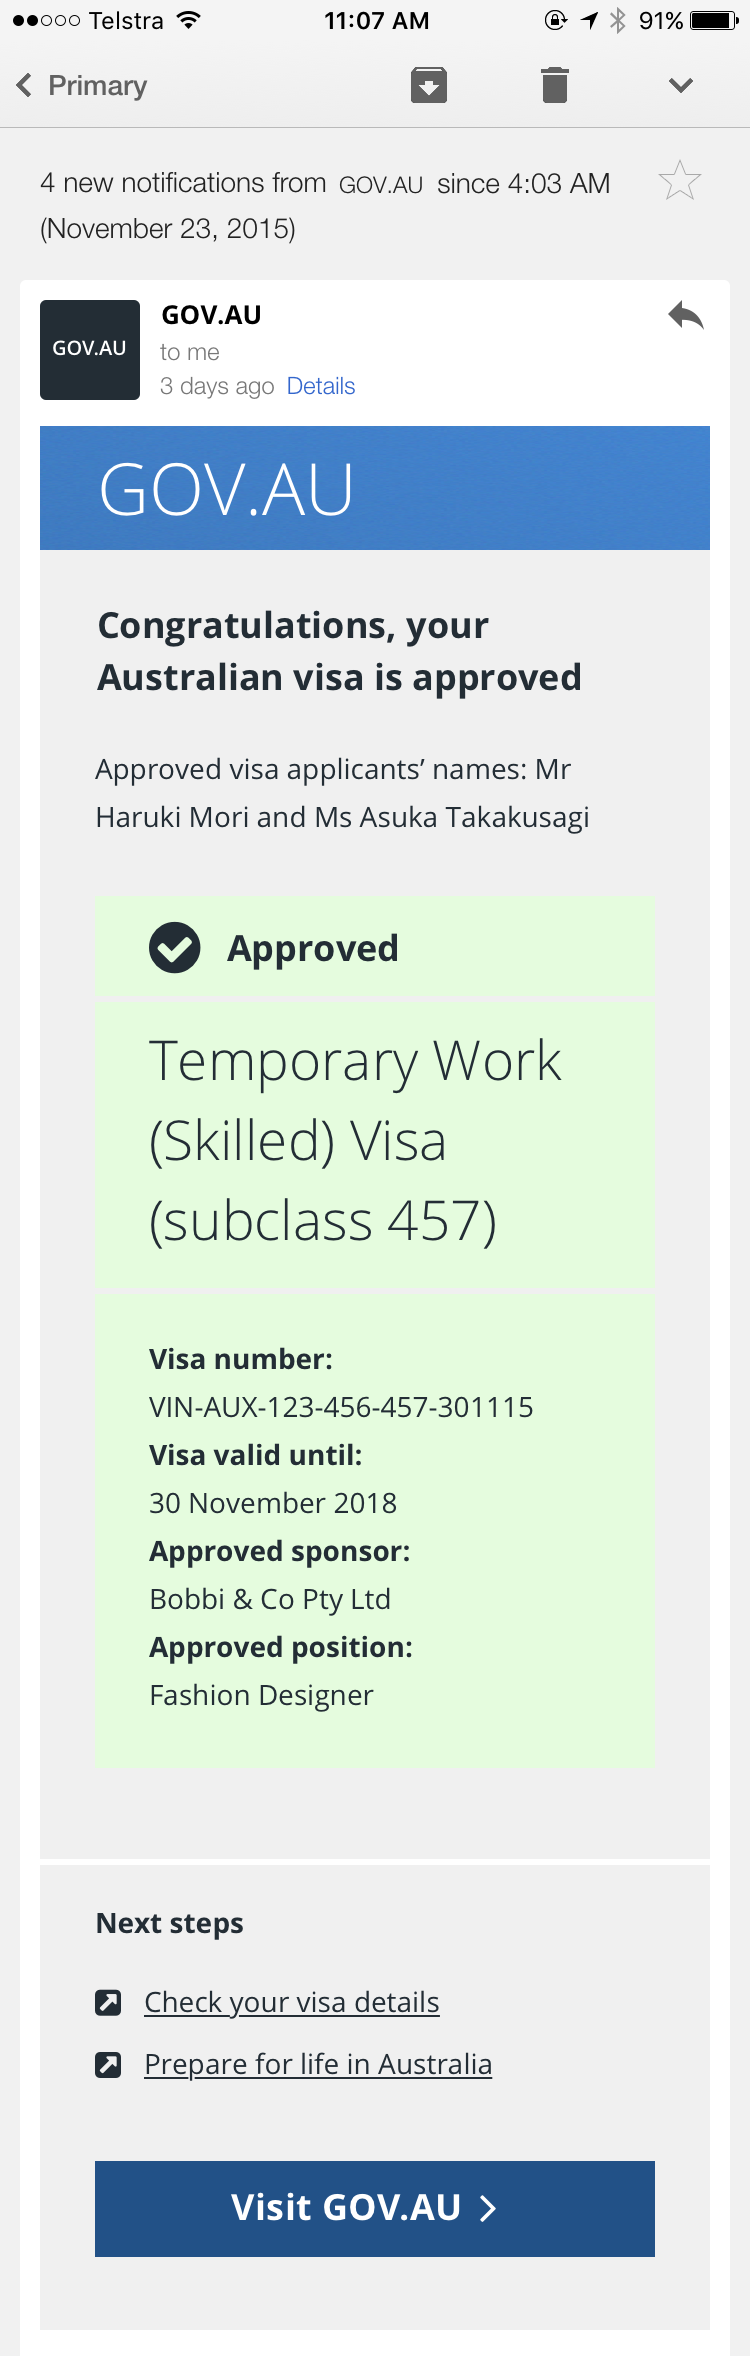 Telstra 11:07 AM 91%
Primary
4 new notifications from GOV.AU since 4:03 AM
(November 23, 2015)
GOV.AU
GOV.AU
to me
3 days ago Details
GOV.AU
Congratulations, your
Australian visa is approved
Approved visa applicants’ names: Mr
Haruki Mori and Ms Asuka Takakusagi
Approved
Temporary Work
(Skilled) Visa
(subclass 457)
Visa number:
VIN-AUX-123-456-457-301115
Visa valid until:
30 November 2018
Approved sponsor:
Bobbi & Co Pty Ltd
Approved position:
Fashion Designer
Next steps
Check your visa details
Prepare for life in Australia
Visit GOV.AU